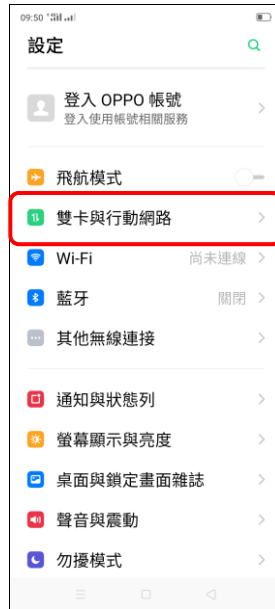 09:50
設定
登入 OPPO 帳號
登入使用帳號相關服務
飛航模式
雙卡與行動網路
Wi-Fi 尚未連線
藍牙 關閉
其他無線連接
通知與狀態列
螢幕顯示與亮度
桌面與鎖定畫面雜誌
聲音與震動
勿擾模式